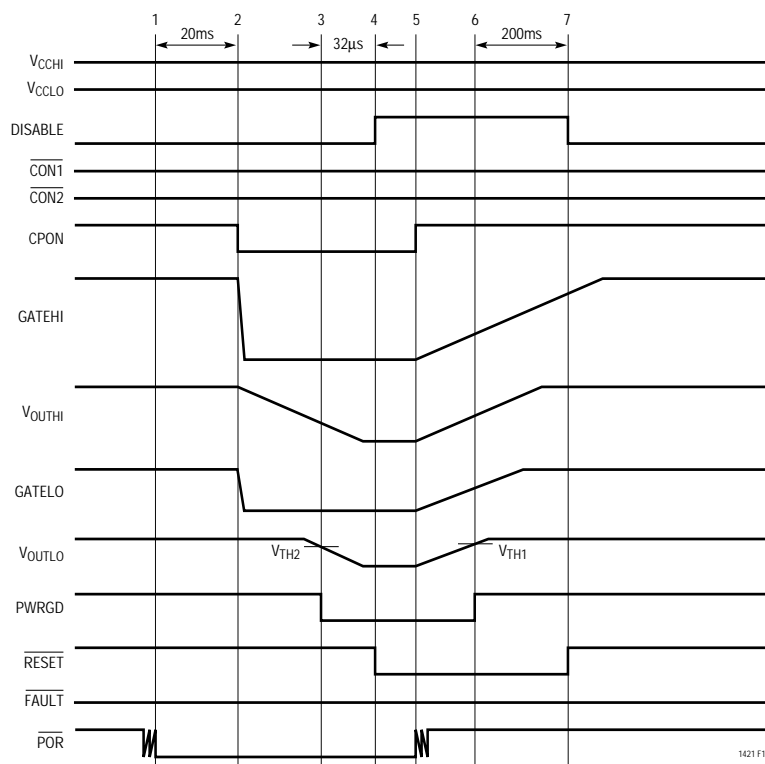 1 2 3 4 5 6 7
20ms 32µs 200ms
VCCHI
VCCLO
DISABLE
CON1
CON2
CPON
GATEHI
VOUTHI
GATELO
VOUTLO VTH2 VTH1
PWRGD
RESET
FAULT
POR
1421 F1